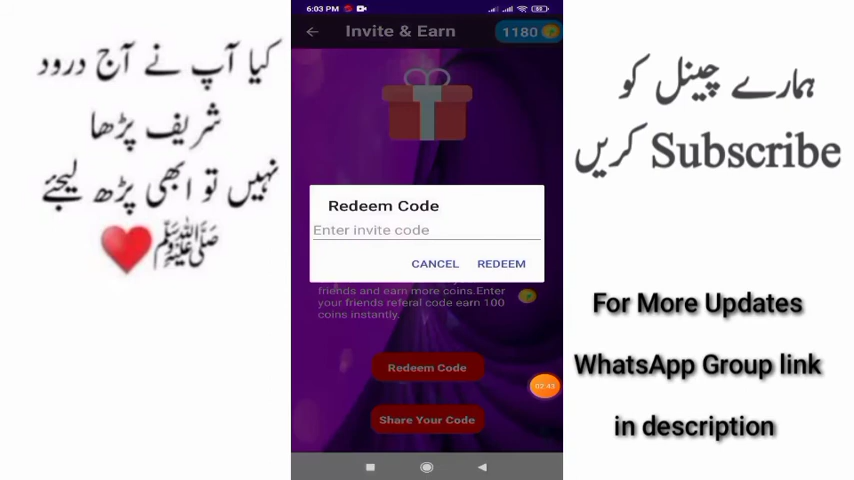 کیا آپ نے آج درود
شریف پڑھا
نہیں تو ابھی پڑھ لیجئے
ﷺ
6:03 PM
Invite & Earn
1180
Redeem Code
Enter invite code
CANCEL
REDEEM
friends and earn more coins.Enter
your friends referal code earn 100
coins instantly.
02:43
Redeem Code
Share Your Code
ہمارے چینل کو
Subscribe کریں
For More Updates
WhatsApp Group link
in description